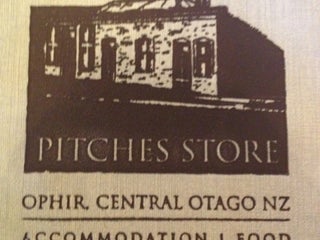 PITCHES STORE
OPHIR, CENTRAL OTAGO NZ
ACCOMMODATION | FOOD